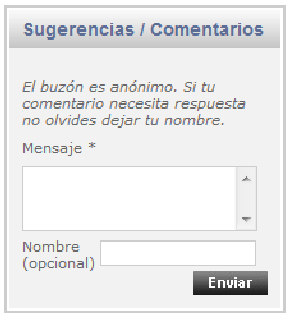 Sugerencias / Comentarios
El buzón es anónimo. Si tu
comentario necesita respuesta
no olvides dejar tu nombre.
Mensaje *
Nombre
(opcional)
Enviar